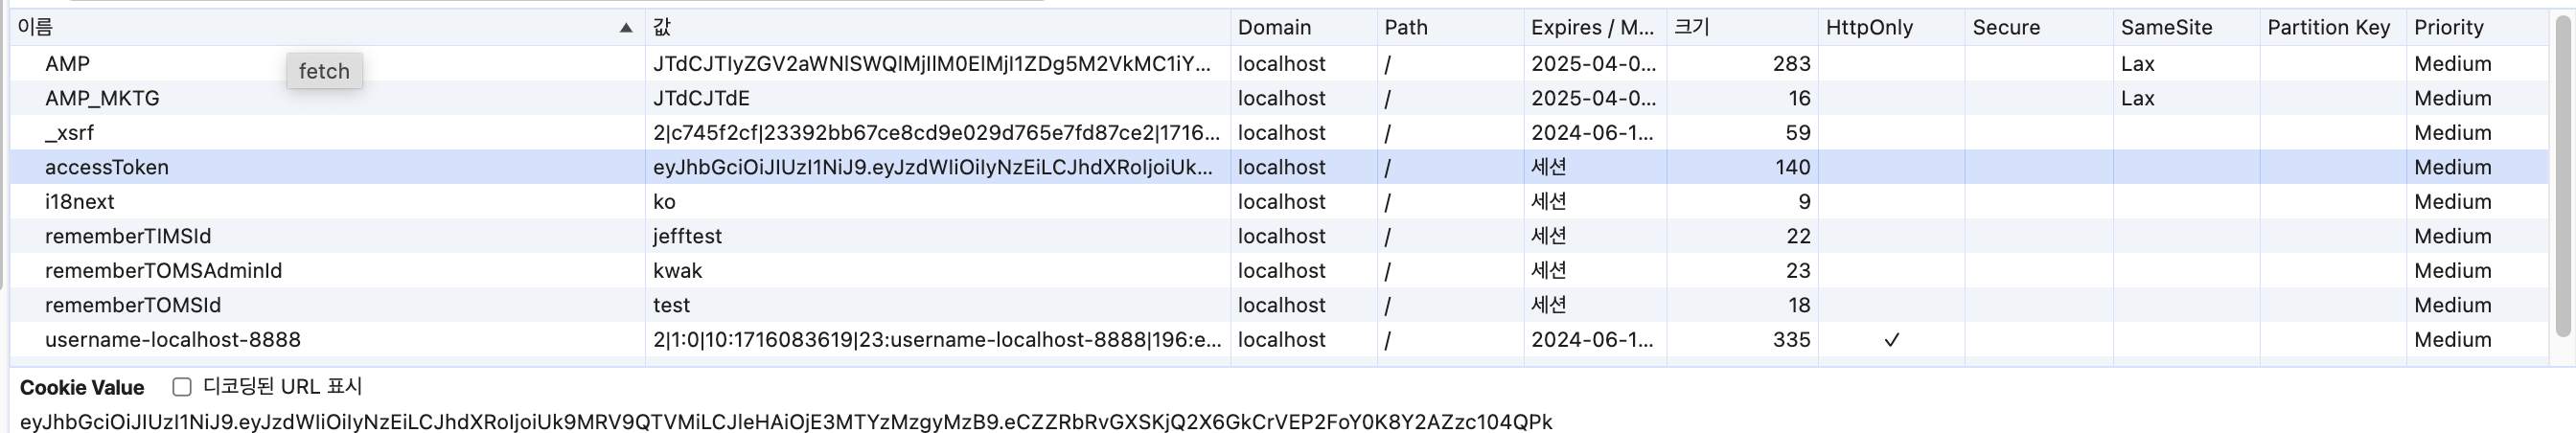 이름 ▲ 값 Domain Path Expires / M... 크기 HttpOnly Secure SameSite Partition Key Priority
AMP JTdCJTIyZGV2aWNlSWQlMjIlM0ElMjI1ZDg5M2VkMC1iY... localhost / 2025-04-0... 283 Lax Medium
fetch
AMP_MKTG JTdCJTdE localhost / 2025-04-0... 16 Lax Medium
_xsrf 2|c745f2cf|23392bb67ce8cd9e029d765e7fd87ce2|1716... localhost / 2024-06-1... 59 Medium
accessToken eyJhbGciOiJIUzI1NiJ9.eyJzdWIiOiIyNzEiLCJhdXRoIjoiUk... localhost / 세션 140 Medium
i18next ko localhost / 세션 9 Medium
rememberTIMSId jefftest localhost / 세션 22 Medium
rememberTOMSAdminId kwak localhost / 세션 23 Medium
rememberTOMSId test localhost / 세션 18 Medium
username-localhost-8888 2|1:0|10:1716083619|23:username-localhost-8888|196:e... localhost / 2024-06-1... 335 ✓ Medium
Cookie Value 디코딩된 URL 표시
eyJhbGciOiJIUzI1NiJ9.eyJzdWIiOiIyNzEiLCJhdXRoIjoiUk9MRV9QTVMiLCJleHAiOjE3MTYzMzgyMzB9.eCZZRbRvGXSKjQ2X6GkCrVEP2FoY0K8Y2AZzc104QPk